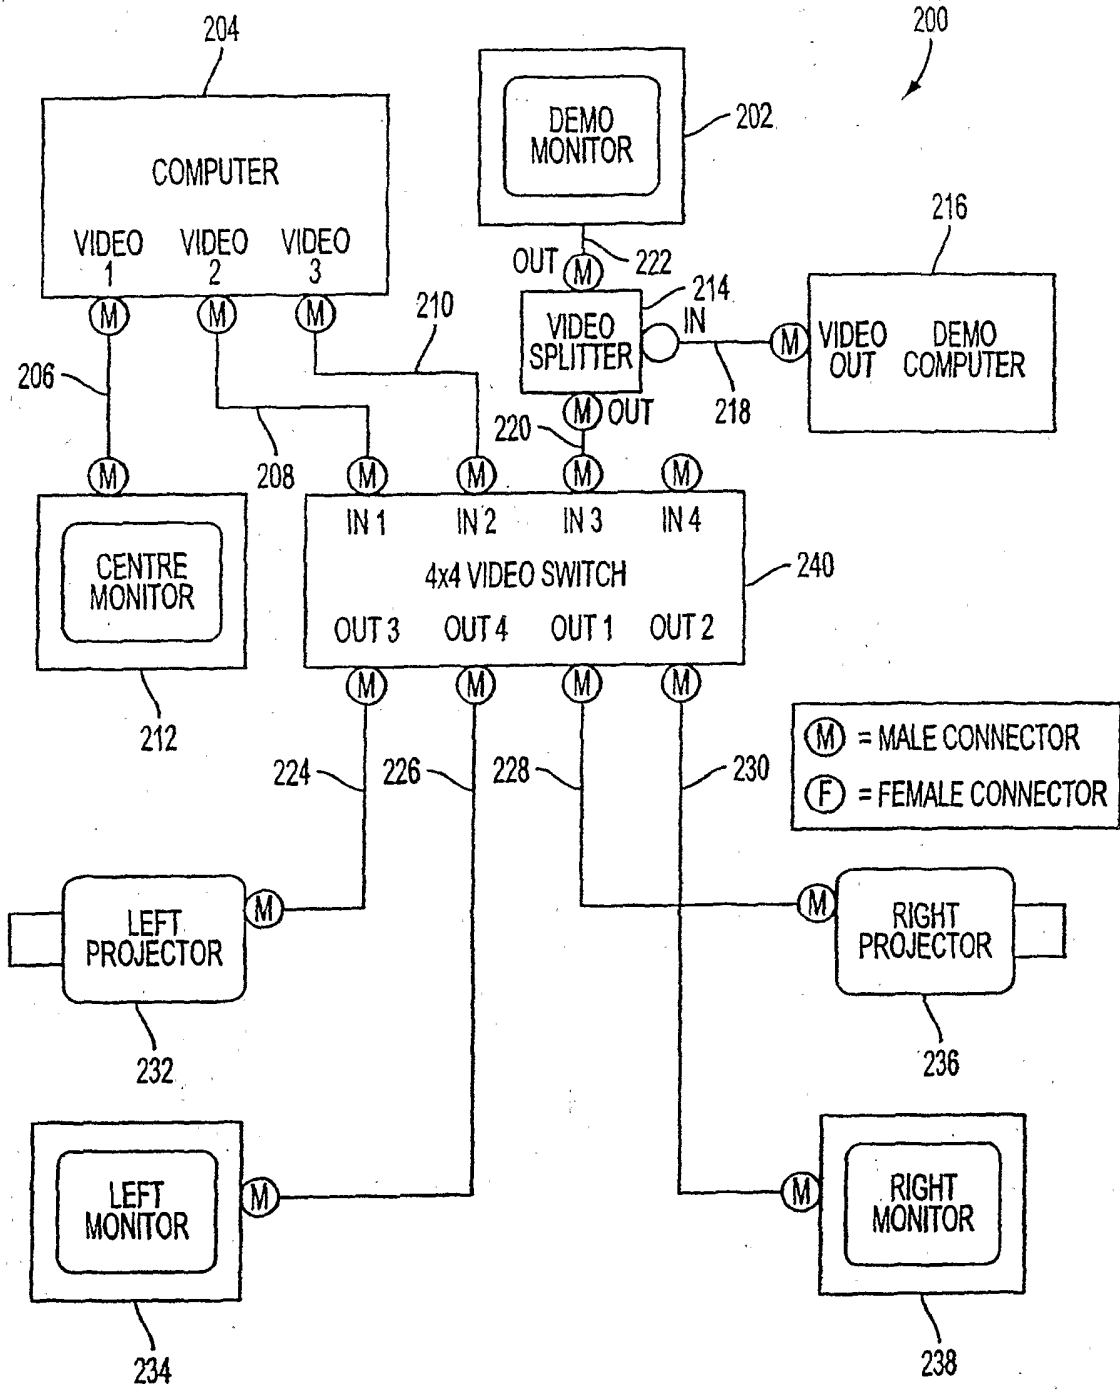 200
204
COMPUTER
VIDEO 1
VIDEO 2
VIDEO 3
M
M
M
DEMO
MONITOR
202
OUT
M
222
214
VIDEO
SPLITTER
IN
M
218
216
VIDEO
OUT
DEMO
COMPUTER
M OUT
220
206
208
210
M
CENTRE
MONITOR
212
M
M
M
M
IN 1
IN 2
IN 3
IN 4
4x4 VIDEO SWITCH
240
OUT 3
OUT 4
OUT 1
OUT 2
M
M
M
M
224
226
228
230
M = MALE CONNECTOR
F = FEMALE CONNECTOR
LEFT
PROJECTOR
M
232
M
RIGHT
PROJECTOR
236
LEFT
MONITOR
M
234
M
RIGHT
MONITOR
238